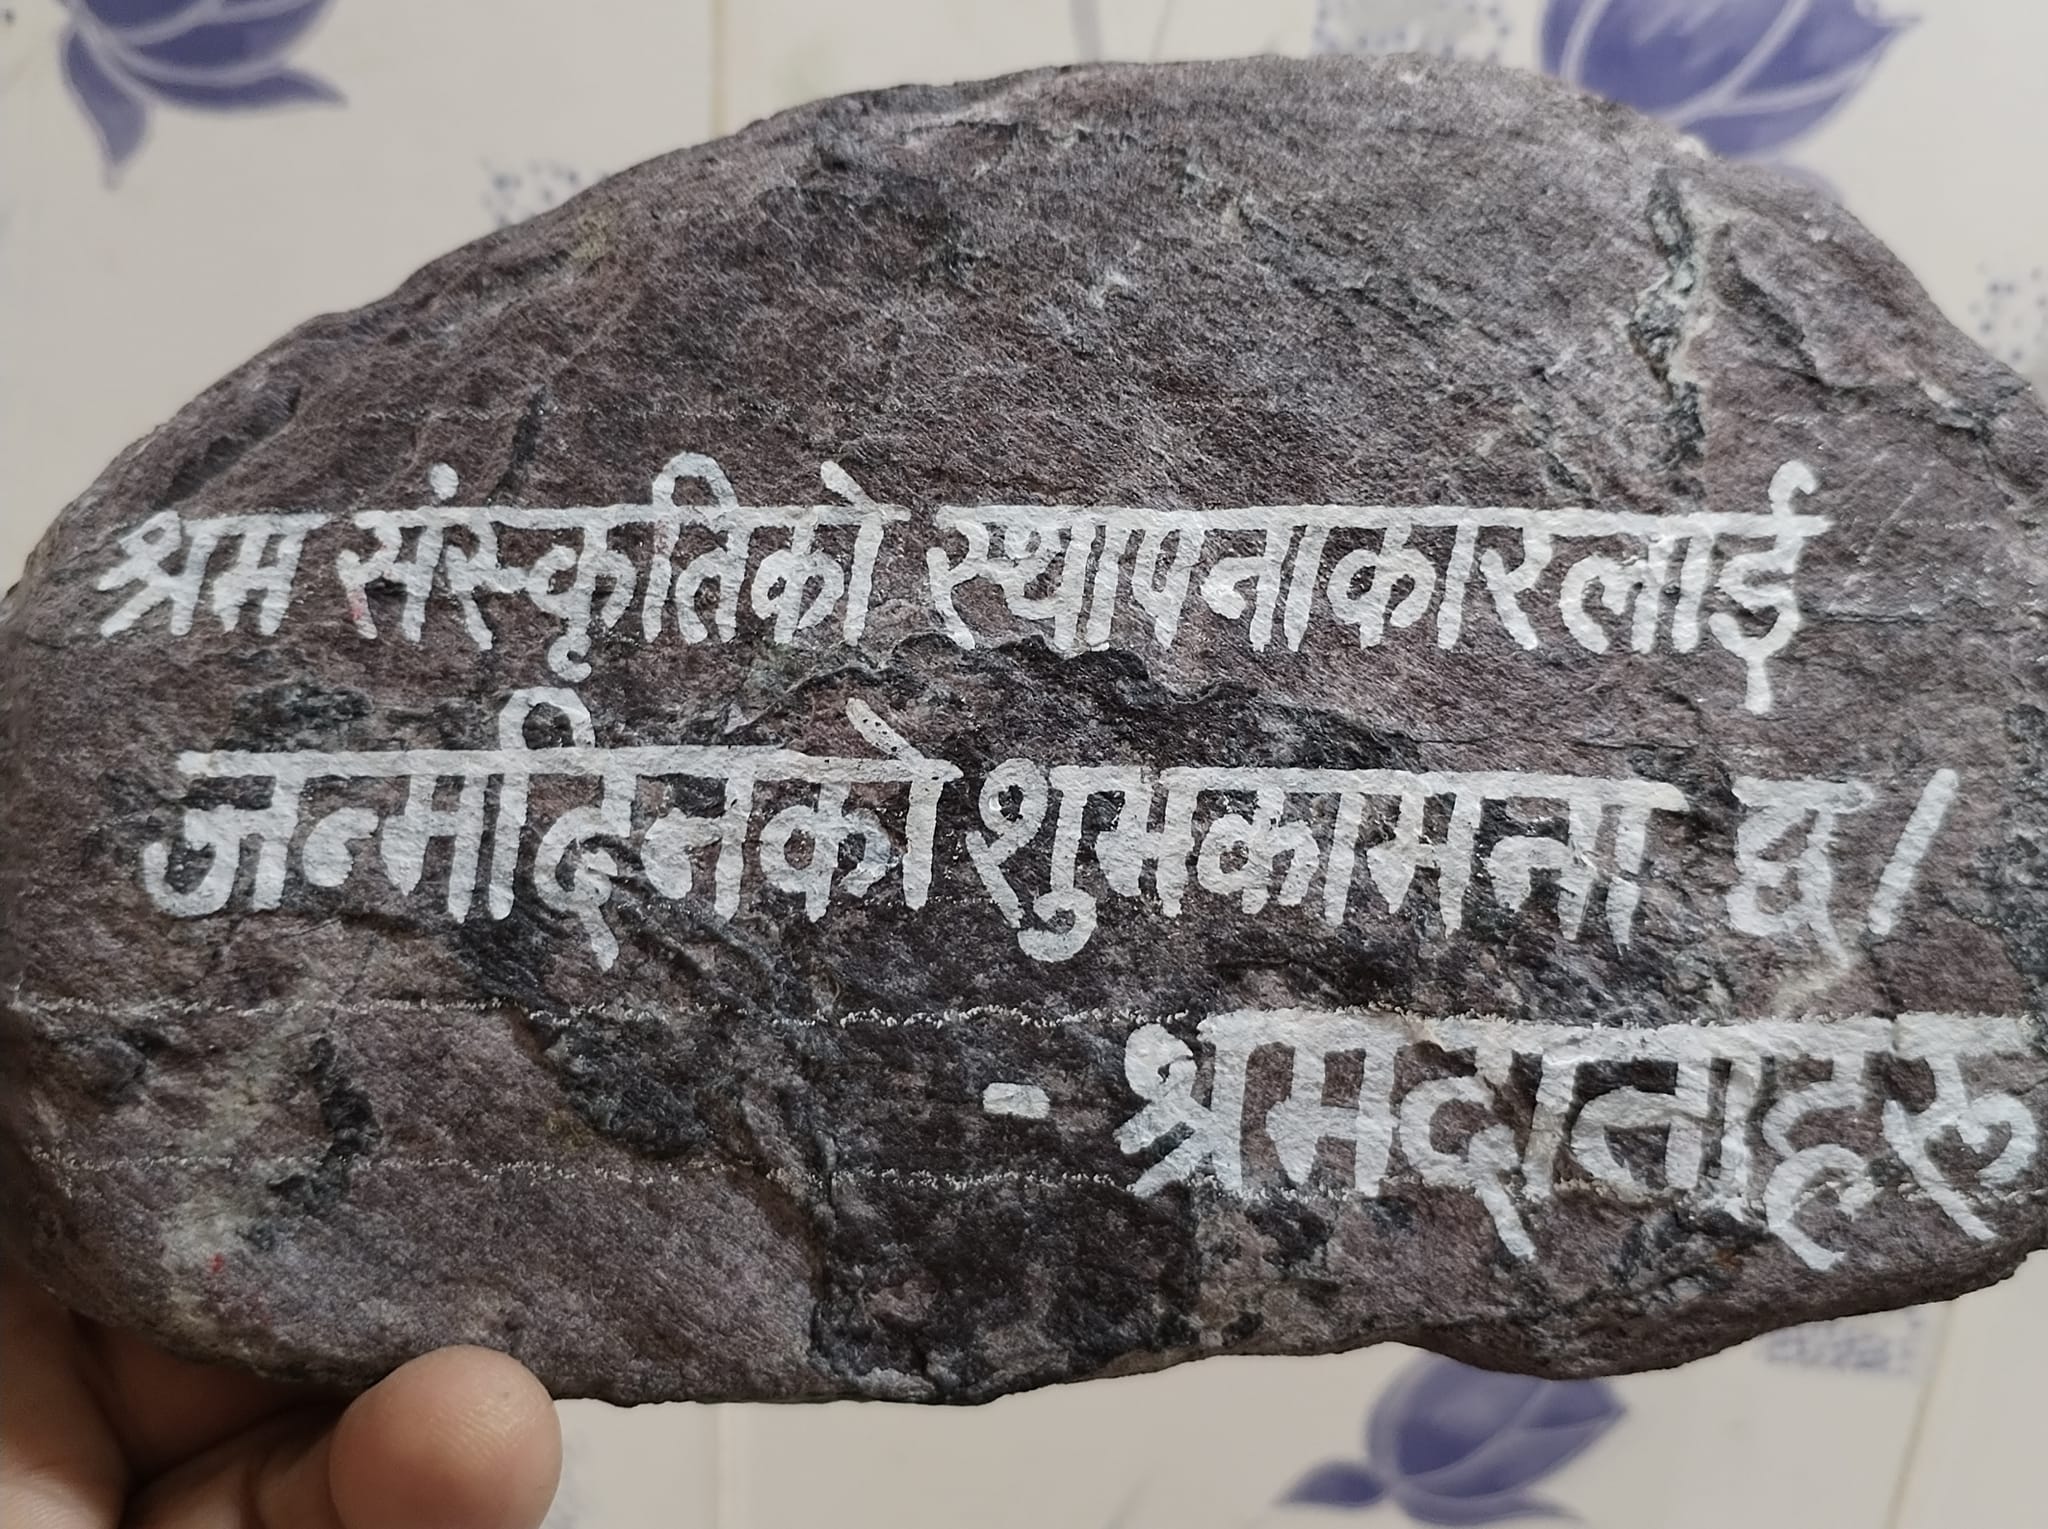 श्रम संस्कृतिको स्थापनाकारलाई
जन्मदिनको शुभकामना छ।
- श्रमदाताहरू